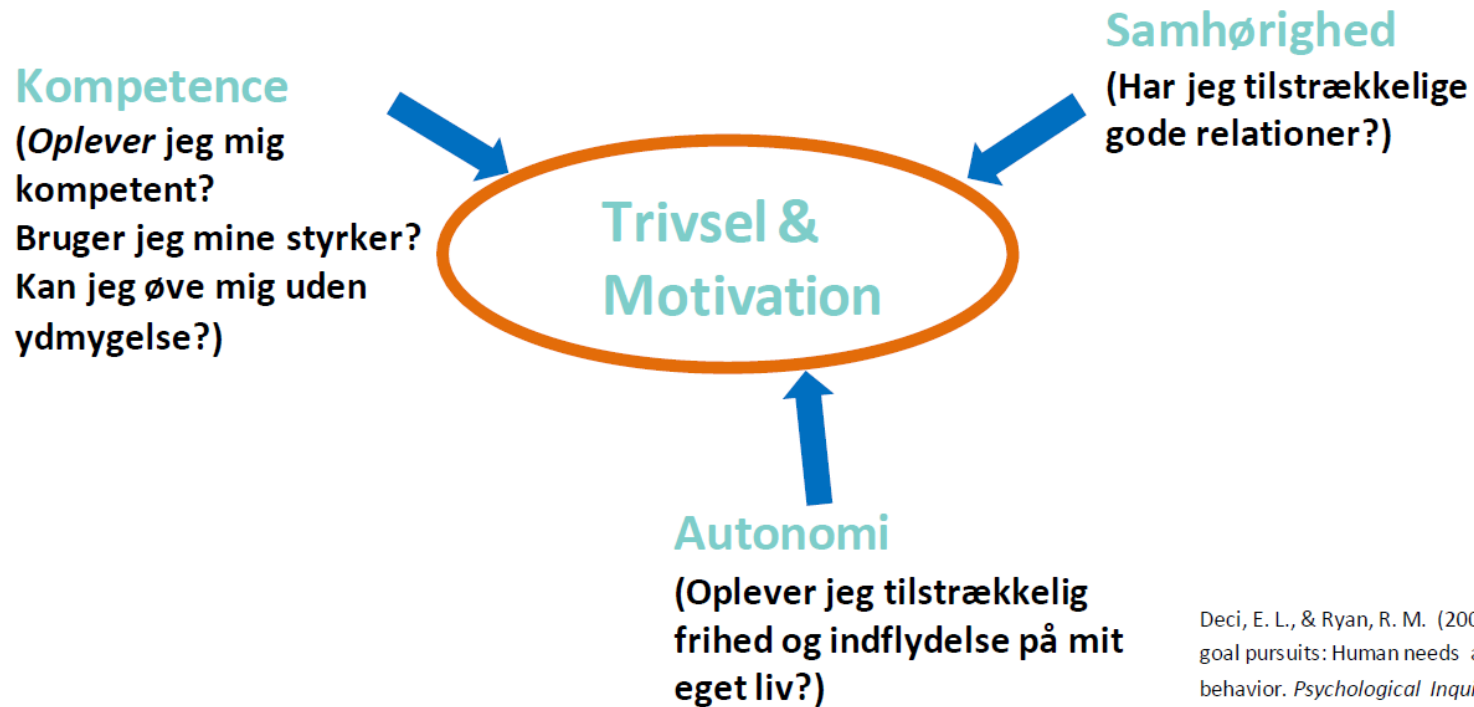 Kompetence
(Oplever jeg mig
kompetent?
Bruger jeg mine styrker?
Kan jeg øve mig uden
ydmygelse?)
Samhørighed
(Har jeg tilstrækkelige
gode relationer?)
Trivsel &
Motivation
Autonomi
(Oplever jeg tilstrækkelig
frihed og indflydelse på mit
eget liv?)
Deci, E. L., & Ryan, R. M. (200
goal pursuits: Human needs a
behavior. Psychological Inqu